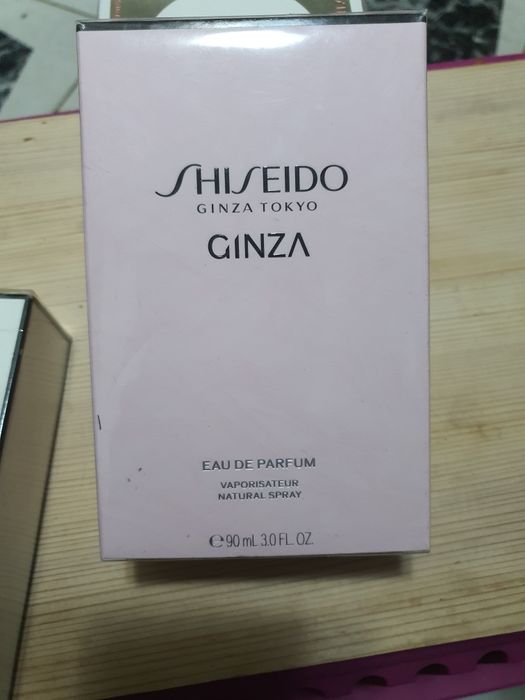 SHISEIDO
GINZA TOKYO
GINZA
EAU DE PARFUM
VAPORISATEUR
NATURAL SPRAY
℮ 90 mL 3.0 FL. OZ.